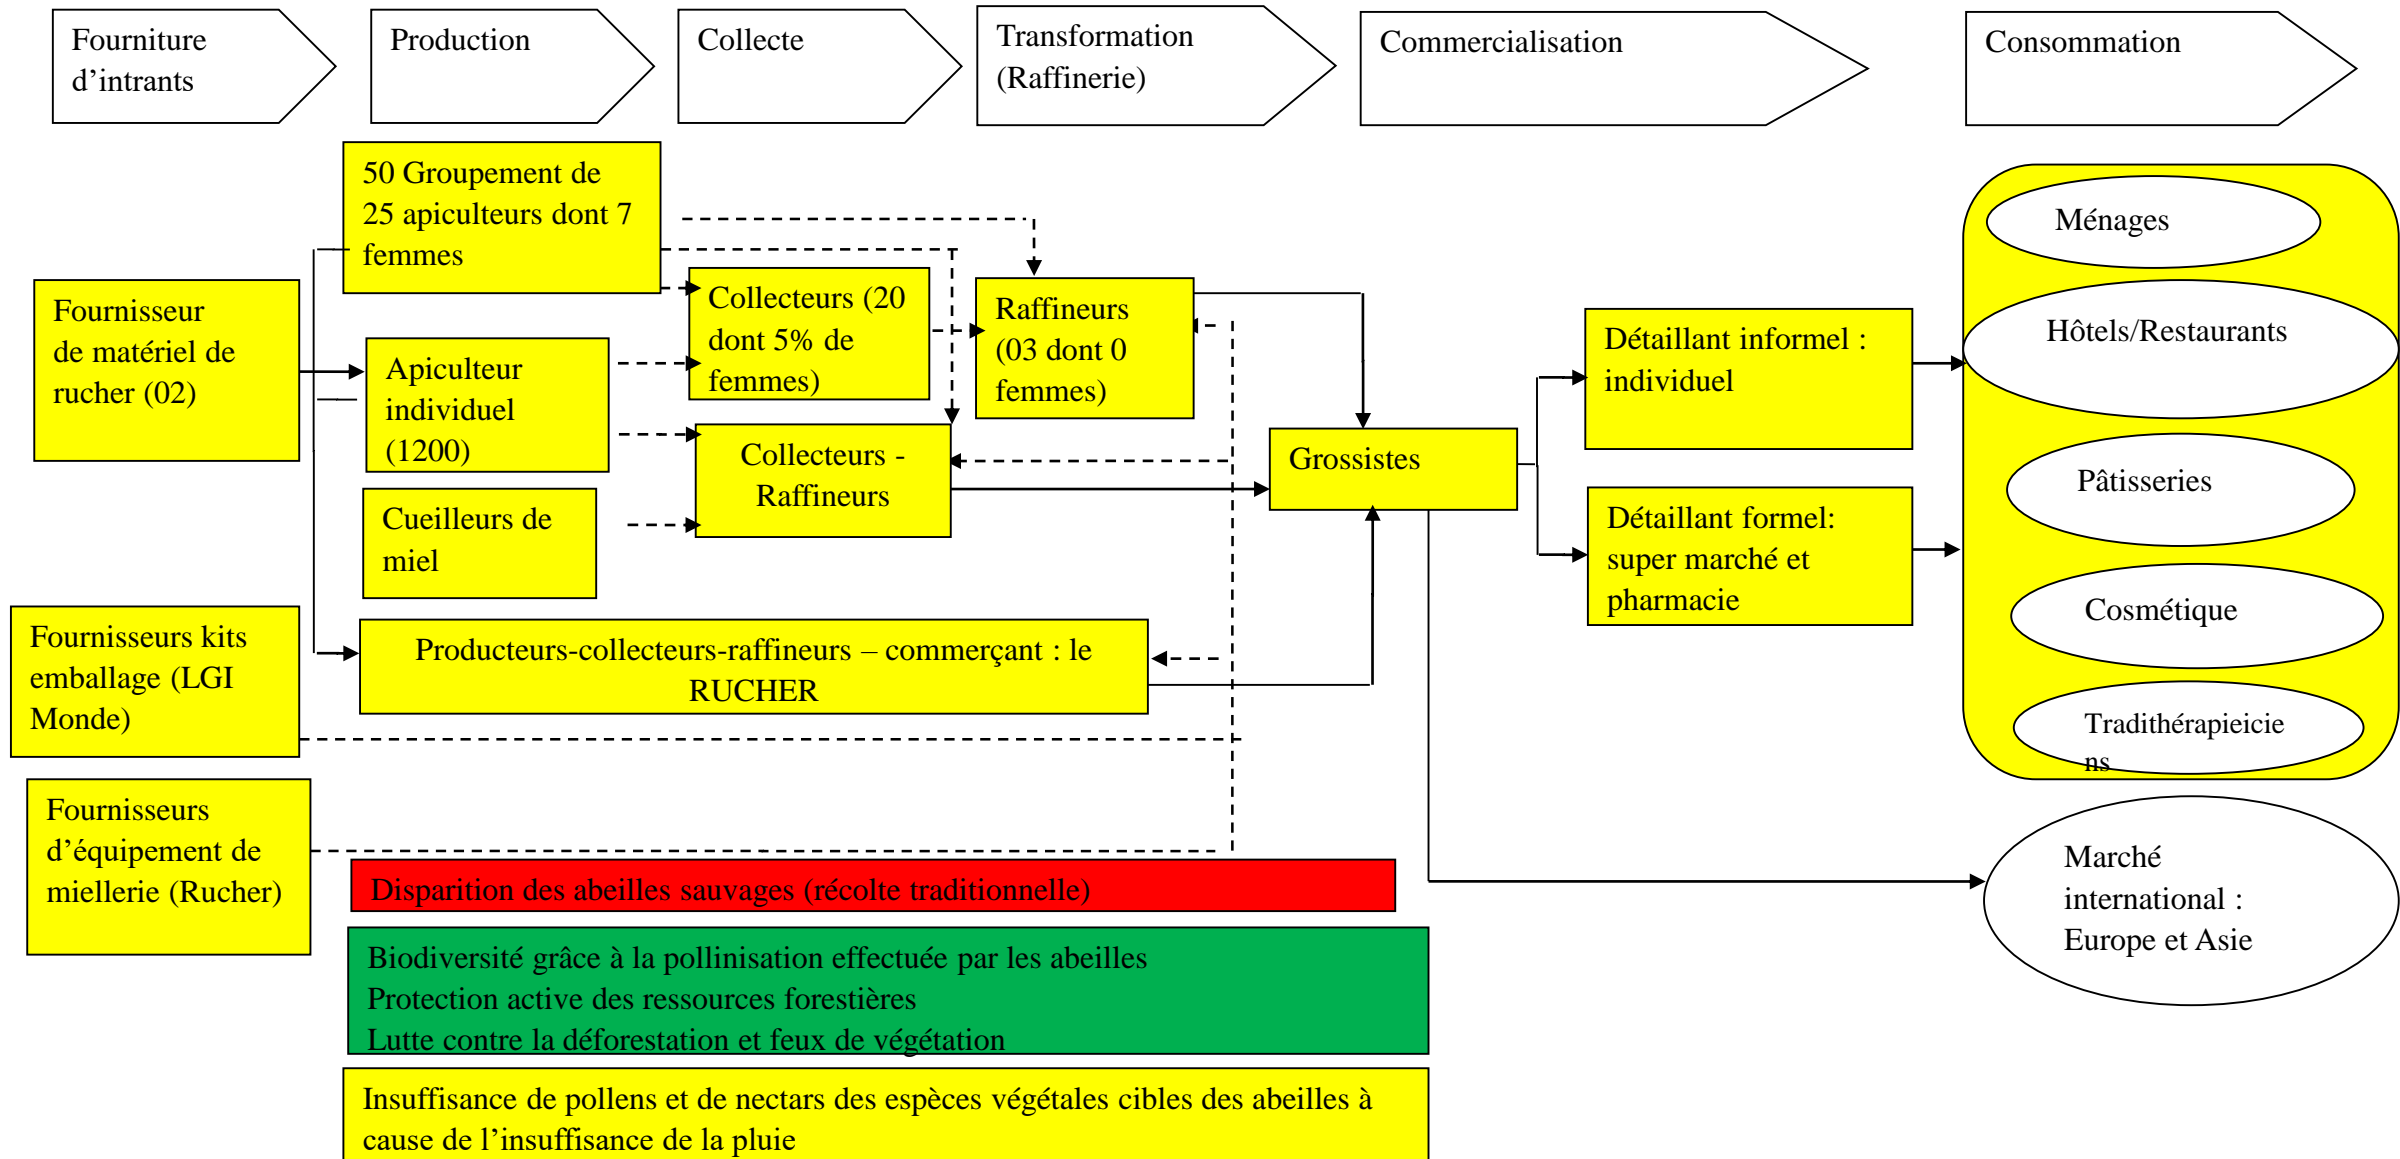 Fourniture
d’intrants
Production
Collecte
Transformation
(Raffinerie)
Commercialisation
Consommation
50 Groupement de
25 apiculteurs dont 7
femmes
Fournisseur
de matériel de
rucher (02)
Apiculteur
individuel
(1200)
Cueilleurs de
miel
Collecteurs (20
dont 5% de
femmes)
Collecteurs -
Raffineurs
Raffineurs
(03 dont 0
femmes)
Grossistes
Détaillant informel :
individuel
Détaillant formel:
super marché et
pharmacie
Ménages
Hôtels/Restaurants
Pâtisseries
Cosmétique
Tradithérapieicie
ns
Fournisseurs kits
emballage (LGI
Monde)
Producteurs-collecteurs-raffineurs – commerçant : le
RUCHER
Fournisseurs
d’équipement de
miellerie (Rucher)
Marché
international :
Europe et Asie
Disparition des abeilles sauvages (récolte traditionnelle)
Biodiversité grâce à la pollinisation effectuée par les abeilles
Protection active des ressources forestières
Lutte contre la déforestation et feux de végétation
Insuffisance de pollens et de nectars des espèces végétales cibles des abeilles à
cause de l’insuffisance de la pluie